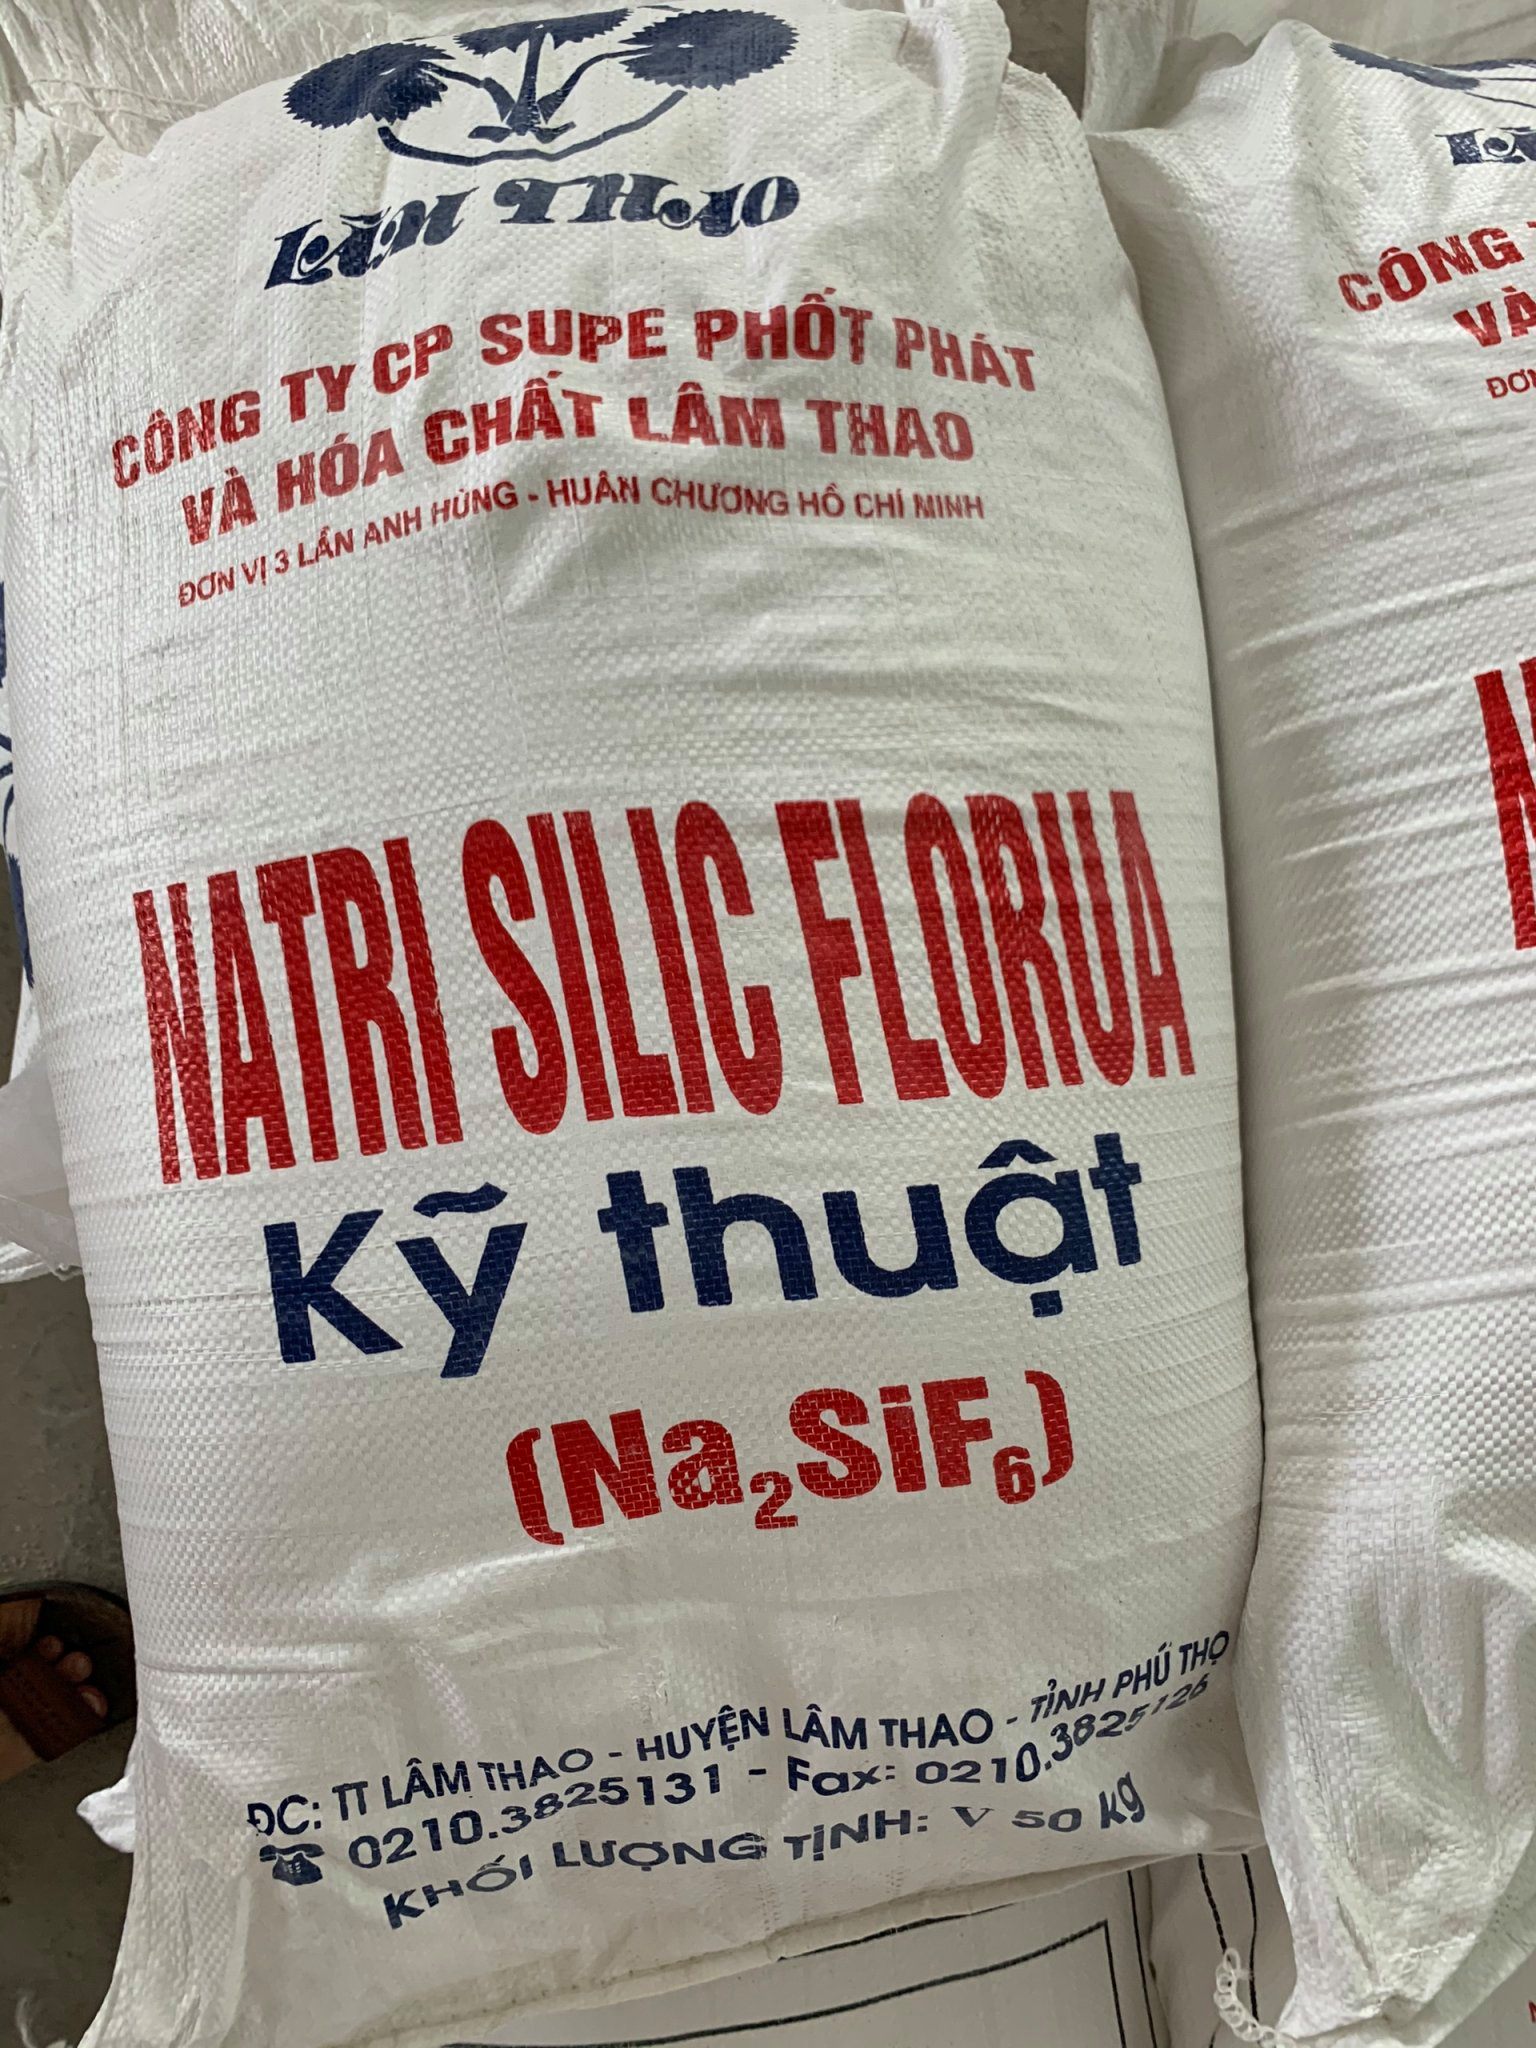 LÂM THAO
CÔNG TY CP SUPE PHỐT PHÁT
VÀ HÓA CHẤT LÂM THAO
ĐƠN VỊ 3 LẦN ANH HÙNG - HUÂN CHƯƠNG HỒ CHÍ MINH
NATRI SILIC FLORUA
Kỹ thuật
(Na₂SiF₆)
ĐC: TT LÂM THAO - HUYỆN LÂM THAO - TỈNH PHÚ THỌ
☎ 0210.3825131 - Fax: 0210.3825126
KHỐI LƯỢNG TỊNH: V 50 kg
CÔNG
VÀ